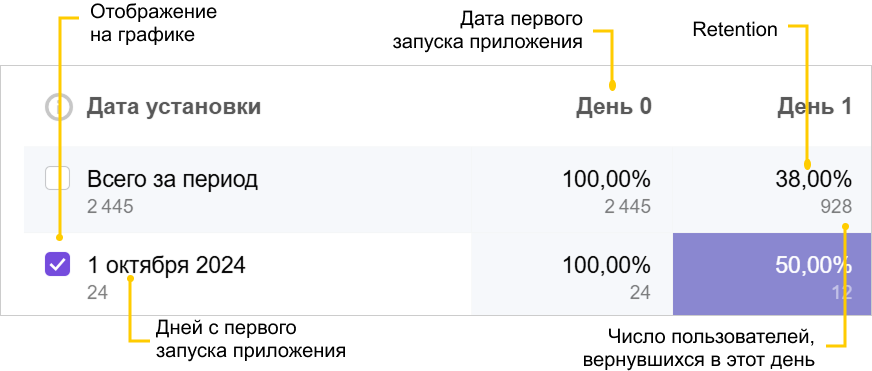 Отображение
на графике
Дата первого
запуска приложения
Retention
Дата установки
День 0
День 1
Всего за период
100,00%
38,00%
2 445
2 445
928
1 октября 2024
100,00%
50,00%
24
24
12
Дней с первого
запуска приложения
Число пользователей,
вернувшихся в этот день